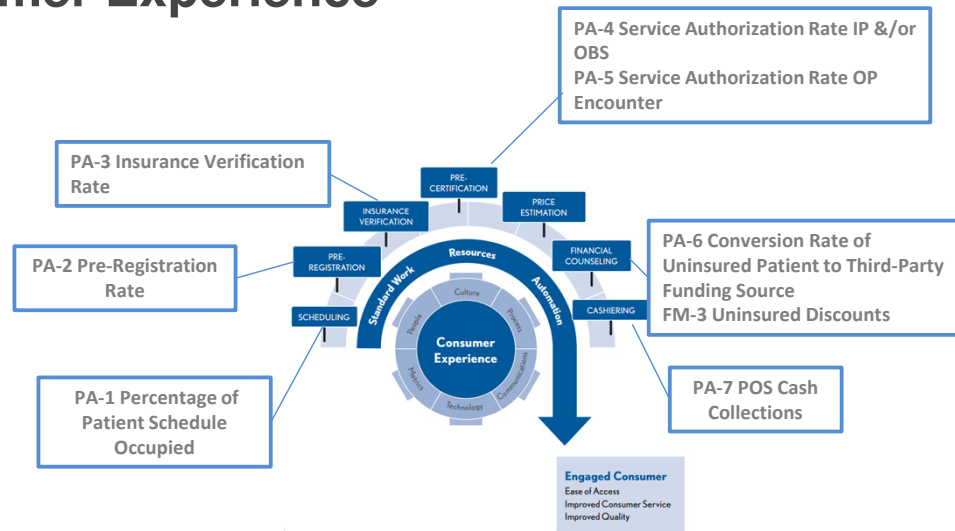 mer Experience
PA-4 Service Authorization Rate IP &/or
OBS
PA-5 Service Authorization Rate OP
Encounter
PA-3 Insurance Verification
Rate
PRE-
CERTIFICATION
PRICE
ESTIMATION
INSURANCE
VERIFICATION
PA-2 Pre-Registration
Rate
PRE-
REGISTRATION
FINANCIAL
COUNSELING
PA-6 Conversion Rate of
Uninsured Patient to Third-Party
Funding Source
FM-3 Uninsured Discounts
SCHEDULING
CASHIERING
Standard Work
Resources
Automation
Culture
People
Process
Consumer
Experience
Metrics
Communications
Technology
PA-1 Percentage of
Patient Schedule
Occupied
PA-7 POS Cash
Collections
Engaged Consumer
Ease of Access
Improved Consumer Service
Improved Quality